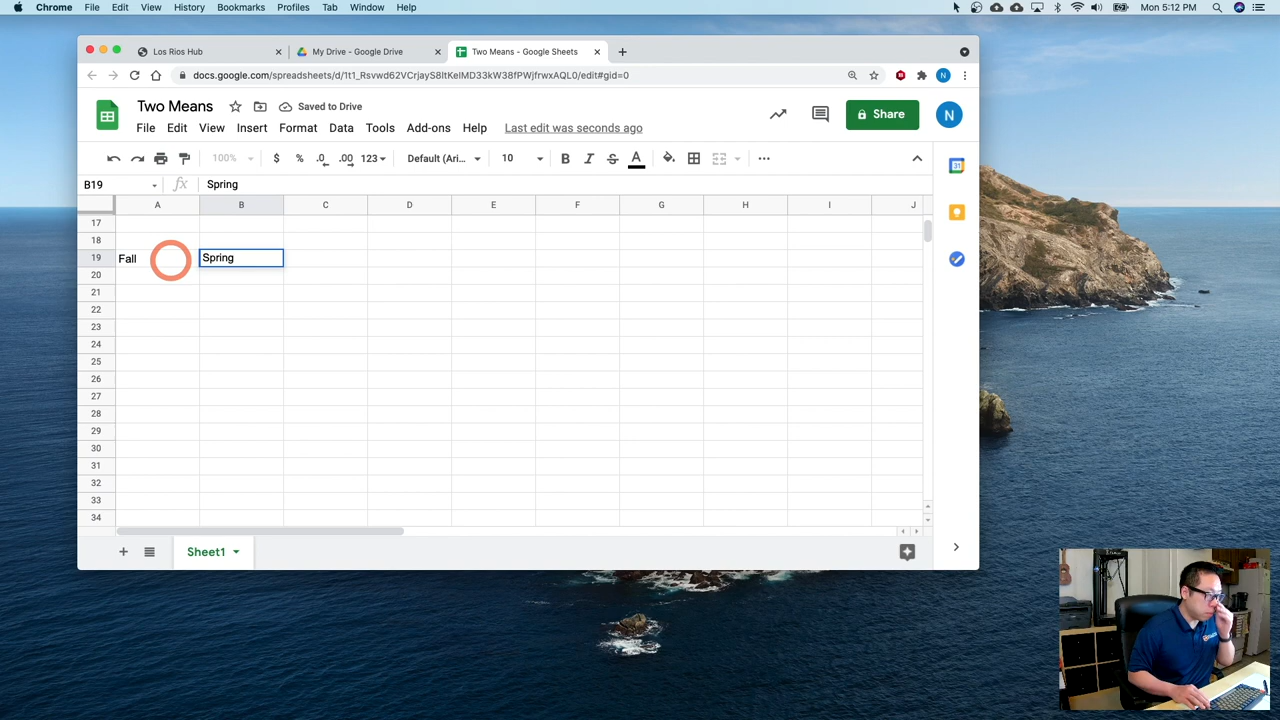 Chrome File Edit View History Bookmarks Profiles Tab Window Help Mon 5:12 PM
Los Rios Hub My Drive - Google Drive Two Means - Google Sheets
docs.google.com/spreadsheets/d/1t1_Rsvwd62VCrjayS8ltKeIMD33kW38fPWjfrwxAQL0/edit#gid=0 N
Two Means Saved to Drive
File Edit View Insert Format Data Tools Add-ons Help Last edit was seconds ago Share N
100% $ % .0 .00 123 Default (Ari... 10 B I S A
B19 fx Spring
A B C D E F G H I J
17
18
19 Fall Spring
20
21
22
23
24
25
26
27
28
29
30
31
32
33
34
Sheet1
31